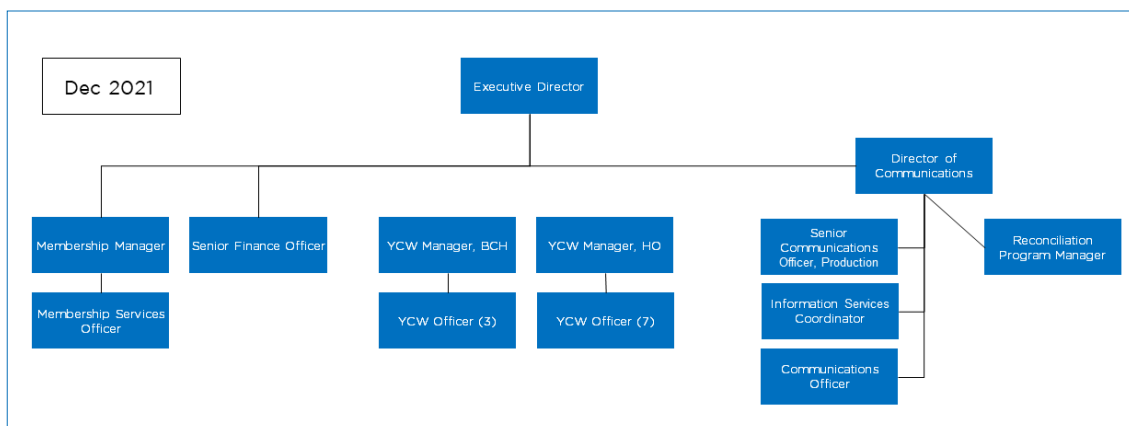 Dec 2021
Executive Director
Director of
Communications
Membership Manager
Senior Finance Officer
YCW Manager, BCH
YCW Manager, HO
Senior
Communications
Officer, Production
Reconciliation
Program Manager
Membership Services
Officer
YCW Officer (3)
YCW Officer (7)
Information Services
Coordinator
Communications
Officer